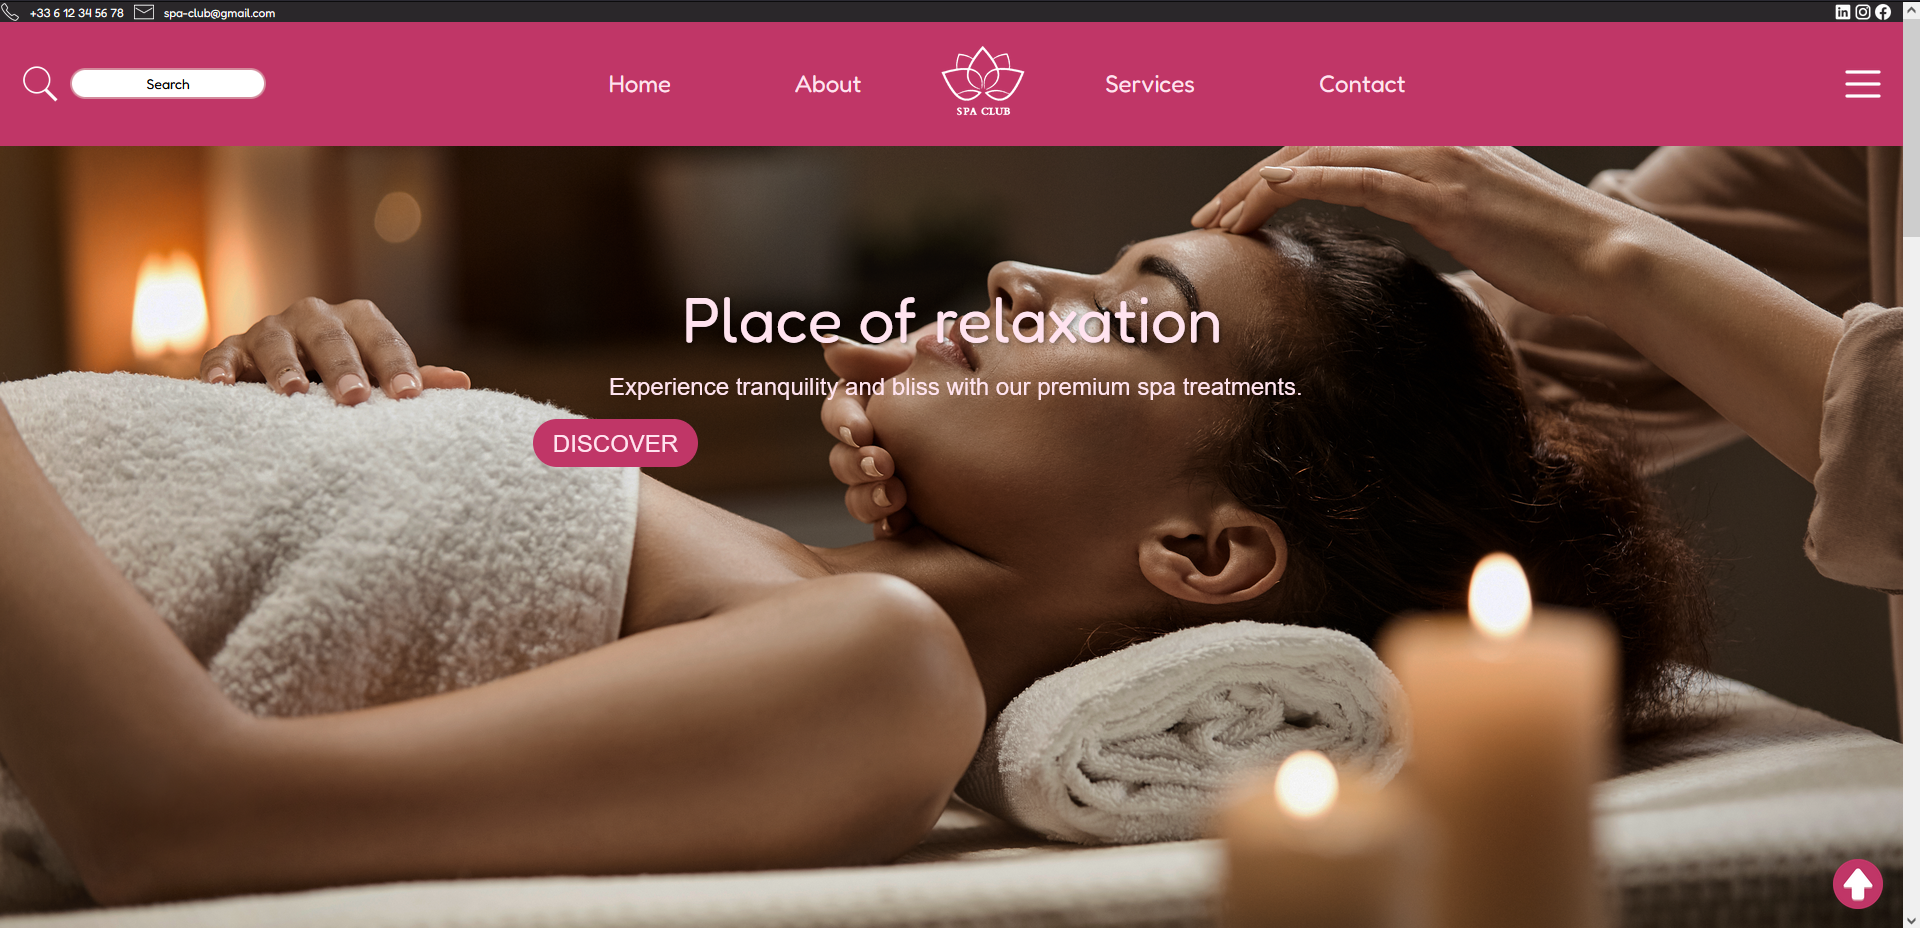 +33 6 12 34 56 78 spa-club@gmail.com
Search
Home About SPA CLUB Services Contact
Place of relaxation
Experience tranquility and bliss with our premium spa treatments.
DISCOVER